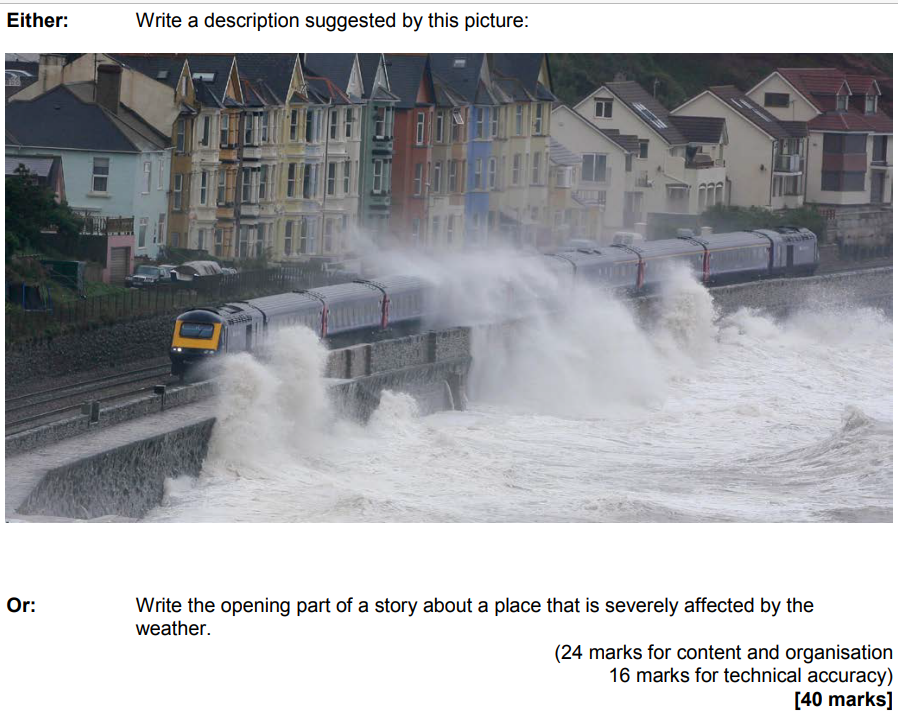 Either: Write a description suggested by this picture:
Or: Write the opening part of a story about a place that is severely affected by the
weather.
(24 marks for content and organisation
16 marks for technical accuracy)
[40 marks]